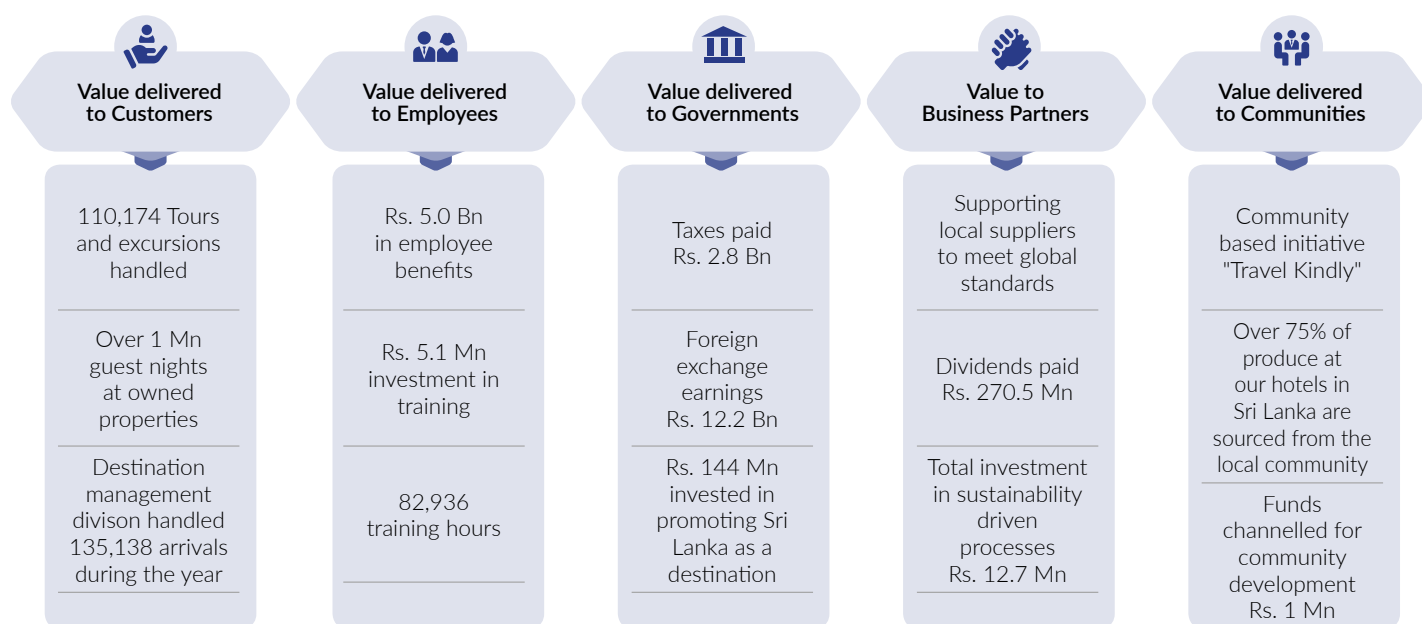 Value delivered
to Customers
110,174 Tours
and excursions
handled
Over 1 Mn
guest nights
at owned
properties
Destination
management
divison handled
135,138 arrivals
during the year
Value delivered
to Employees
Rs. 5.0 Bn
in employee
benefits
Rs. 5.1 Mn
investment in
training
82,936
training hours
Value delivered
to Governments
Taxes paid
Rs. 2.8 Bn
Foreign
exchange
earnings
Rs. 12.2 Bn
Rs. 144 Mn
invested in
promoting Sri
Lanka as a
destination
Value to
Business Partners
Supporting
local suppliers
to meet global
standards
Dividends paid
Rs. 270.5 Mn
Total investment
in sustainability
driven
processes
Rs. 12.7 Mn
Value delivered
to Communities
Community
based initiative
"Travel Kindly"
Over 75% of
produce at
our hotels in
Sri Lanka are
sourced from the
local community
Funds
channelled for
community
development
Rs. 1 Mn